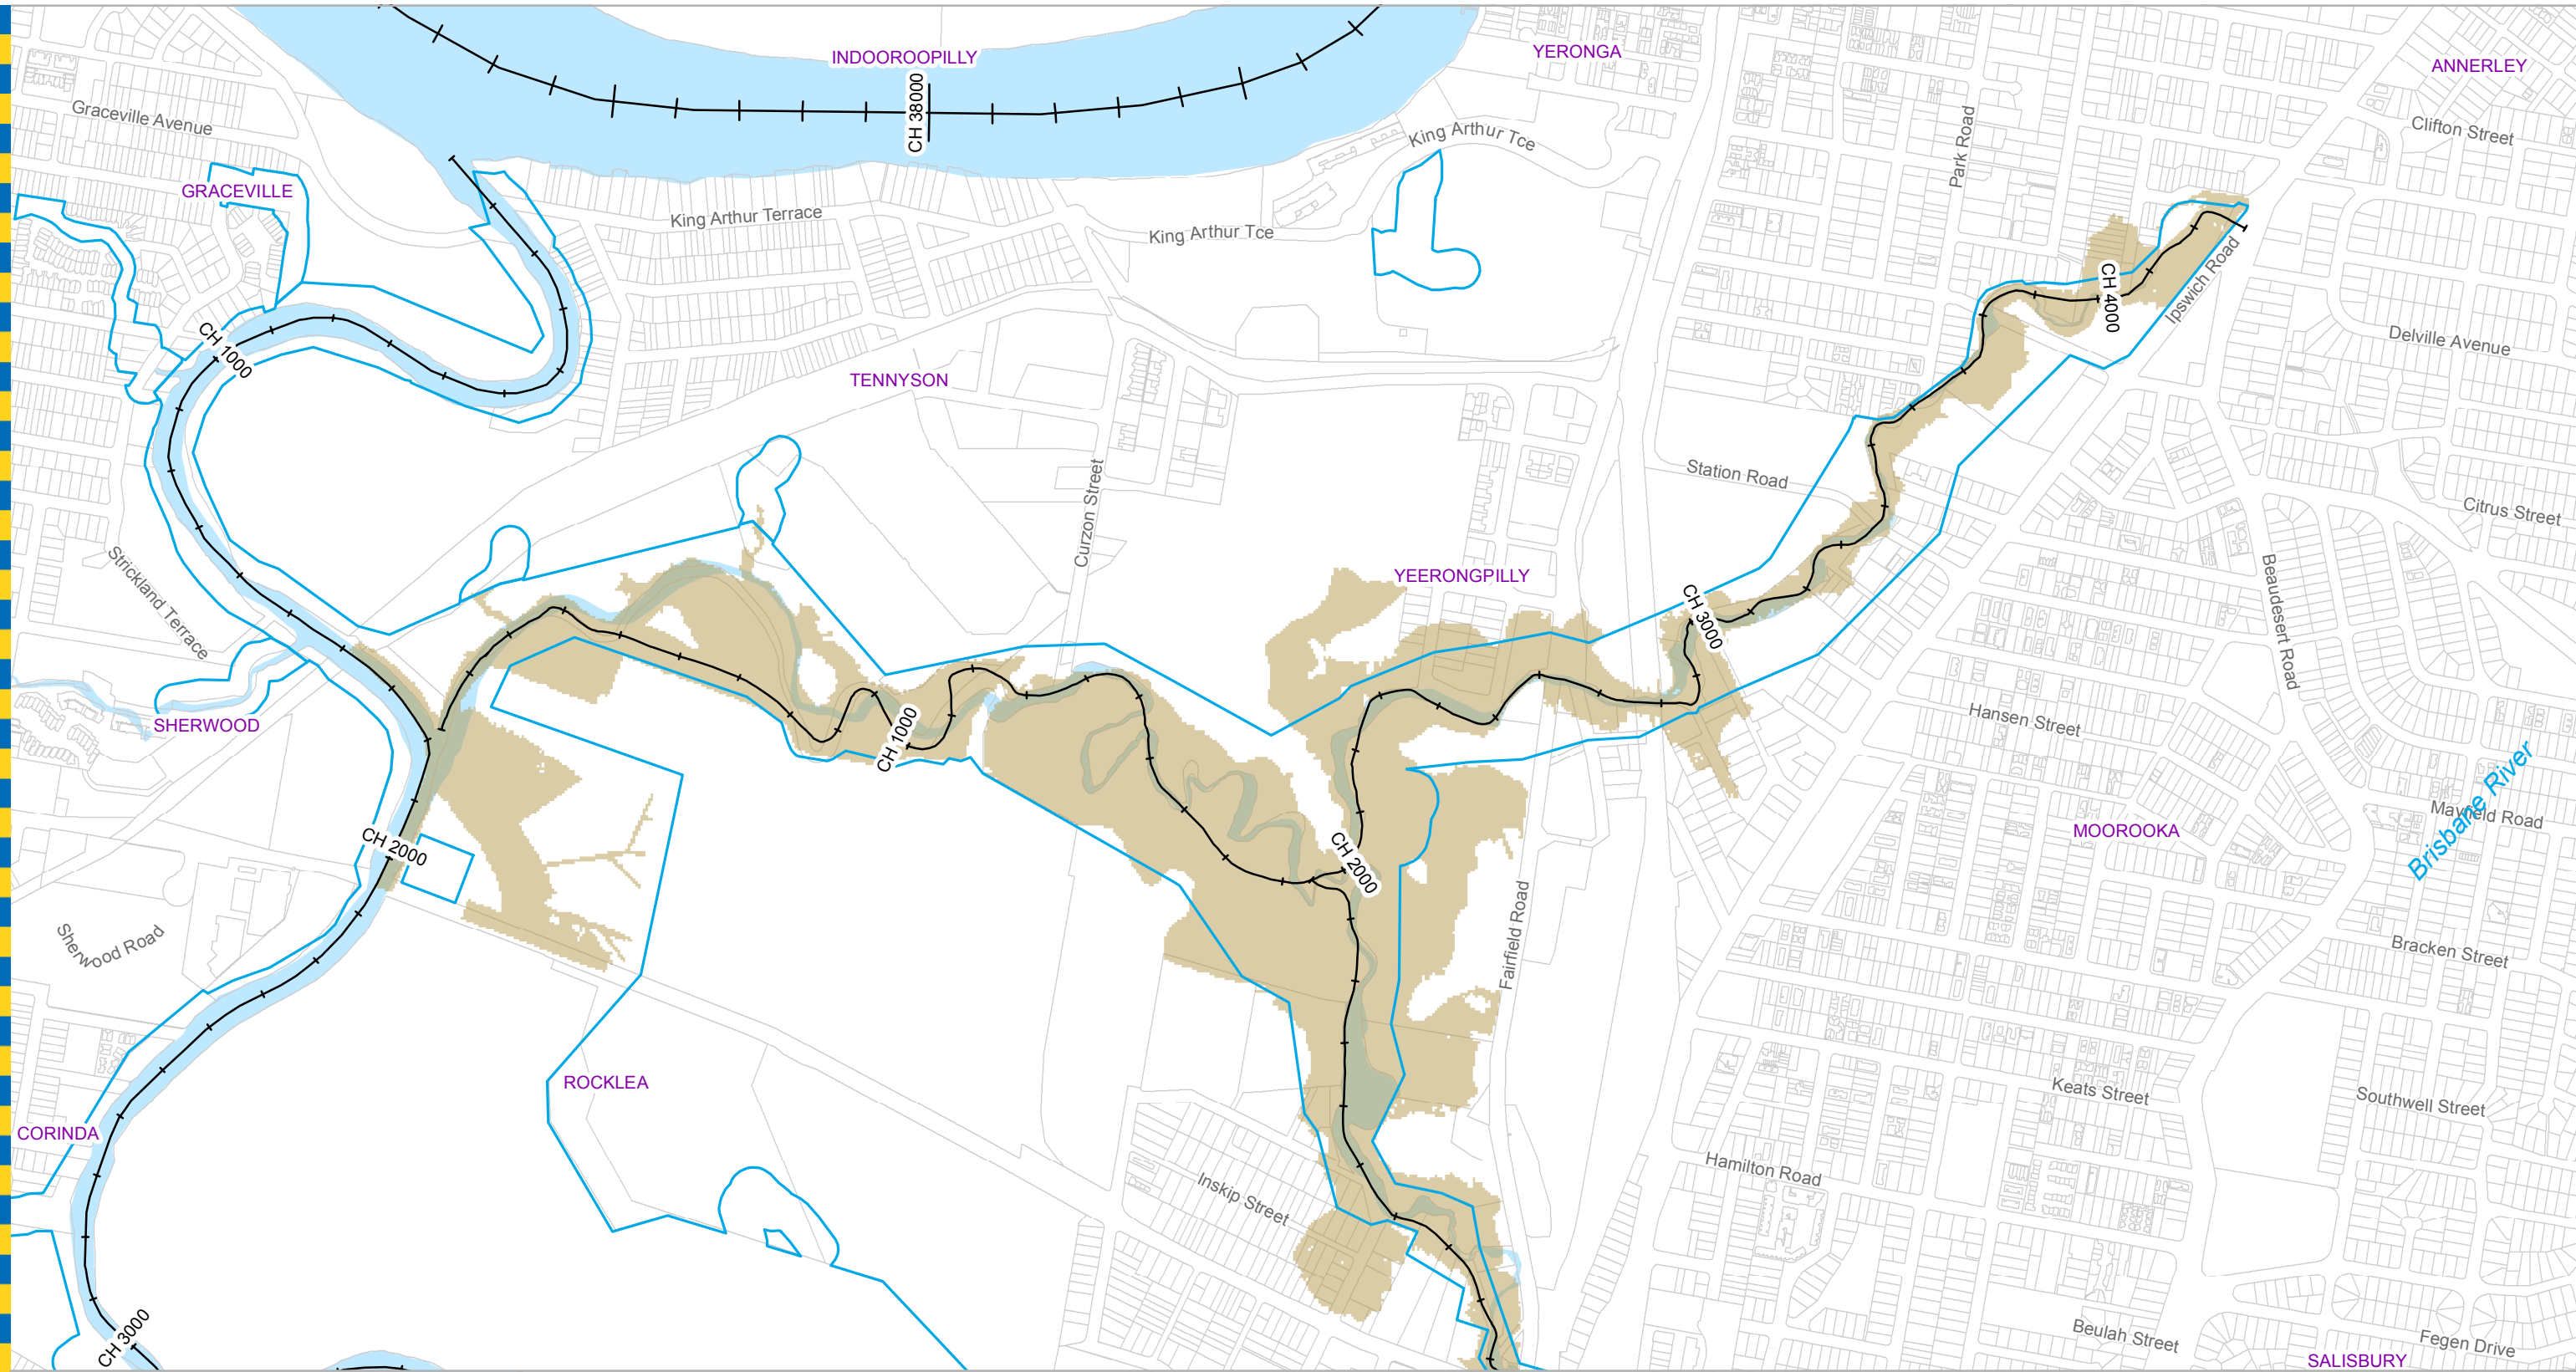 INDOOROOPILLY
YERONGA
ANNERLEY
Graceville Avenue
CH 38000
King Arthur Tce
Park Road
Clifton Street
GRACEVILLE
King Arthur Terrace
King Arthur Tce
CH 4000
Ipswich Road
CH 1000
Delville Avenue
TENNYSON
Station Road
Curzon Street
Citrus Street
Strickland Terrace
YEERONGPILLY
CH 3000
Beaudesert Road
SHERWOOD
CH 1000
Hansen Street
Brisbane River
Mayfield Road
MOOROOKA
CH 2000
CH 2000
Sherwood Road
Fairfield Road
Bracken Street
ROCKLEA
Keats Street
Southwell Street
CORINDA
Inskip Street
Hamilton Road
CH 3000
Beulah Street
Fegen Drive
SALISBURY